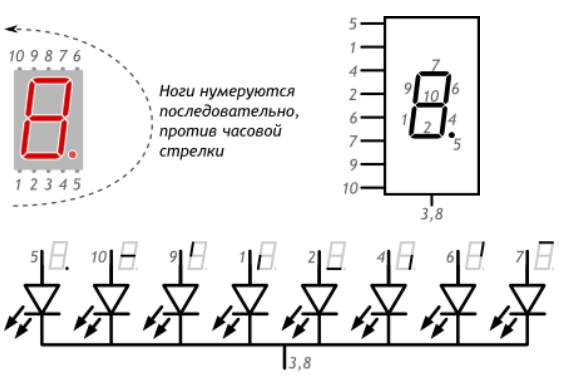 10 9 8 7 6
1 2 3 4 5
Ноги нумеруются
последовательно,
против часовой
стрелки
5
1
4
2
6
7
9
10
7
9 10 6
1 2 4
5
3,8
5 10 9 1 2 4 6 7
3,8